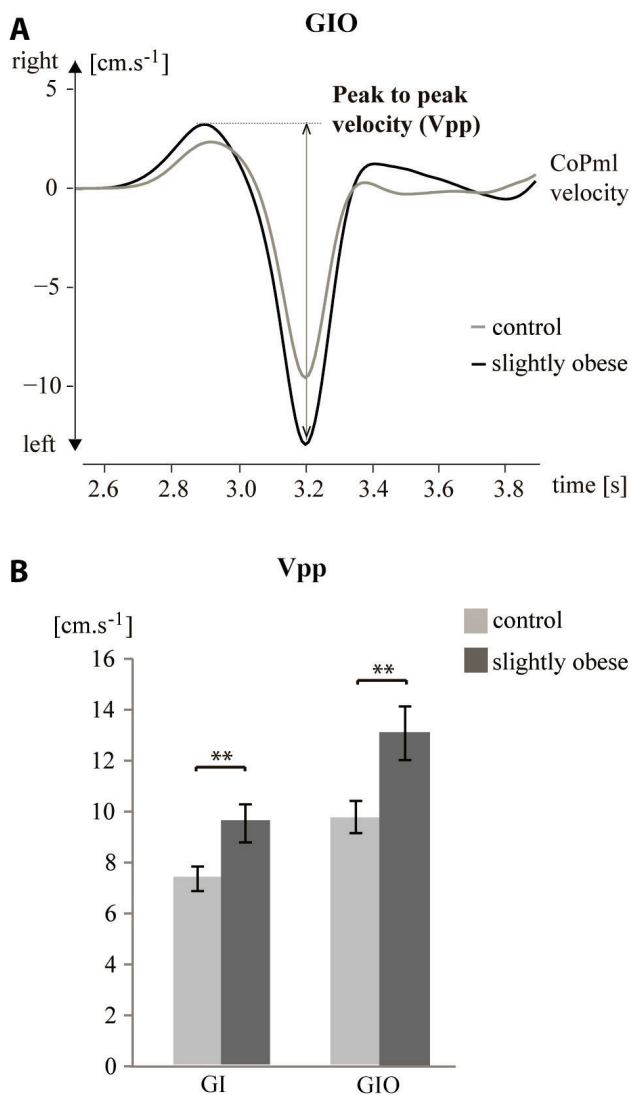 A
GIO
right
[cm.s⁻¹]
5
0
−5
−10
left
Peak to peak
velocity (Vpp)
CoPml
velocity
control
slightly obese
2.6 2.8 3.0 3.2 3.4 3.6 3.8 time [s]
B
Vpp
[cm.s⁻¹]
control
slightly obese
16
14
12
10
8
6
4
2
0
**
**
GI GIO